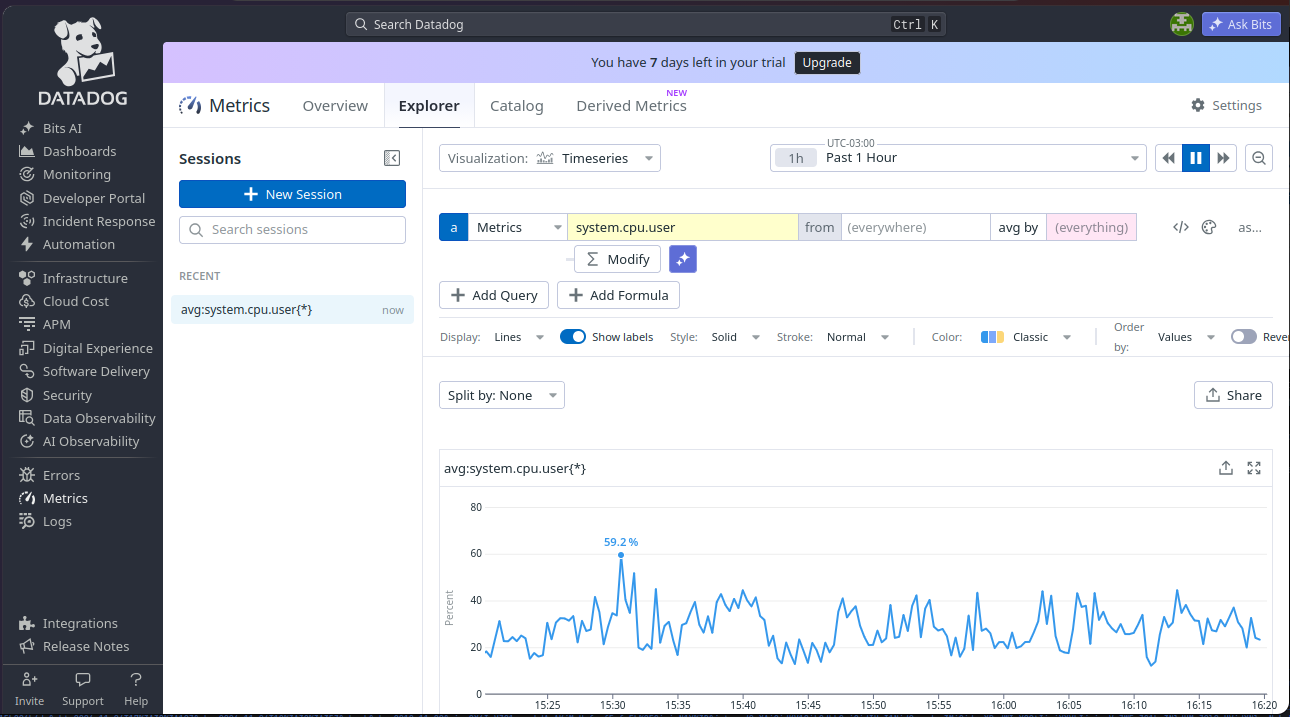 Search Datadog
Ctrl K
Ask Bits
DATADOG
Bits AI
Dashboards
Monitoring
Developer Portal
Incident Response
Automation
Infrastructure
Cloud Cost
APM
Digital Experience
Software Delivery
Security
Data Observability
AI Observability
Errors
Metrics
Logs
Integrations
Release Notes
Invite
Support
Help
You have 7 days left in your trial
Upgrade
Metrics
Overview
Explorer
Catalog
NEW
Derived Metrics
Settings
Sessions
New Session
Search sessions
RECENT
avg:system.cpu.user{*} now
Visualization: Timeseries
UTC-03:00
1h Past 1 Hour
a Metrics system.cpu.user from (everywhere) avg by (everything) as...
Modify
Add Query
Add Formula
Display: Lines
Show labels
Style: Solid
Stroke: Normal
Color: Classic
Order
by:
Values
Reve
Split by: None
Share
avg:system.cpu.user{*}
80
60
40
20
0
Percent
59.2 %
15:25 15:30 15:35 15:40 15:45 15:50 15:55 16:00 16:05 16:10 16:15 16:20